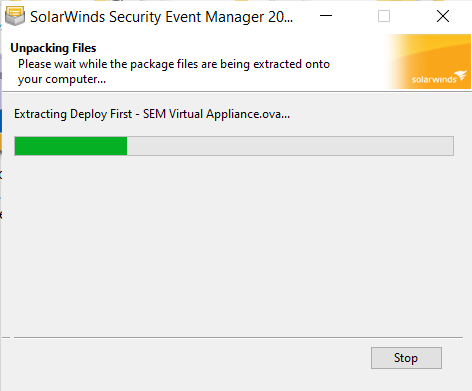 SolarWinds Security Event Manager 20...
Unpacking Files
Please wait while the package files are being extracted onto
your computer...
solarwinds
Extracting Deploy First - SEM Virtual Appliance.ova...
Stop